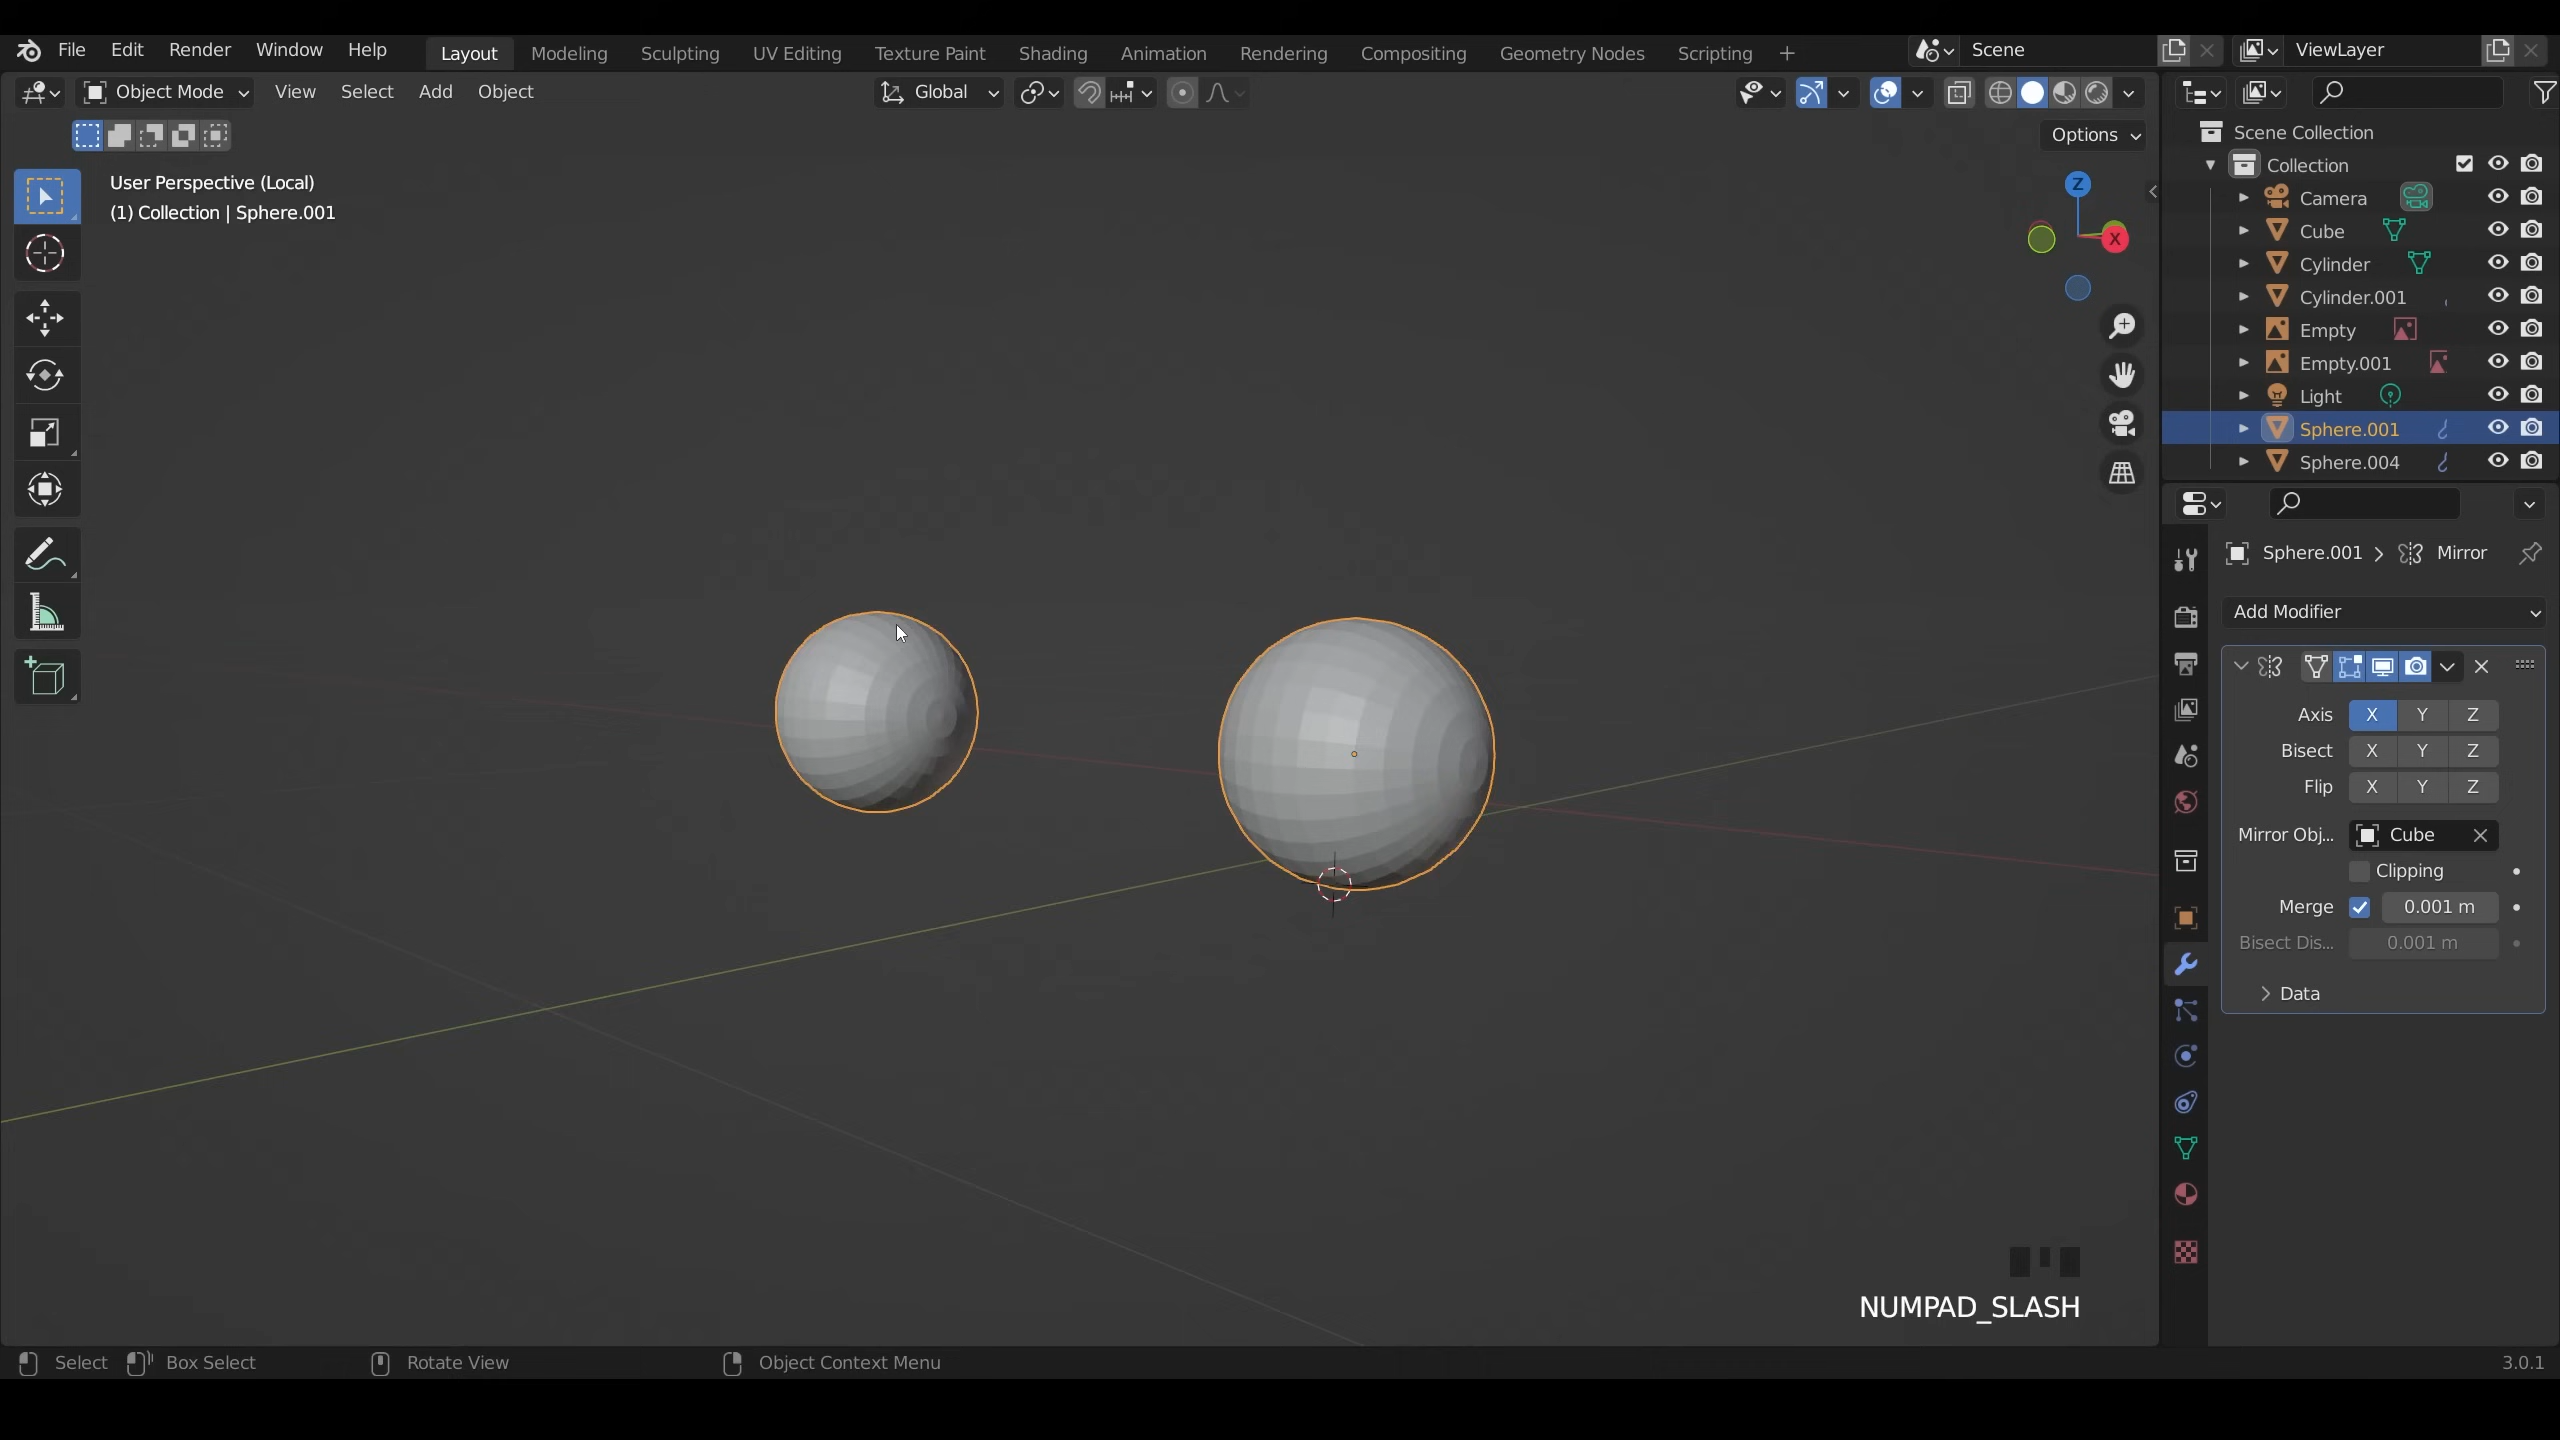 File Edit Render Window Help Layout Modeling Sculpting UV Editing Texture Paint Shading Animation Rendering Compositing Geometry Nodes Scripting + Scene ViewLayer
Object Mode View Select Add Object Global
Options
User Perspective (Local)
(1) Collection | Sphere.001
Z
X
Scene Collection
Collection
Camera
Cube
Cylinder
Cylinder.001
Empty
Empty.001
Light
Sphere.001
Sphere.004
Sphere.001 > Mirror
Add Modifier
Axis X Y Z
Bisect X Y Z
Flip X Y Z
Mirror Obj... Cube
Clipping
Merge 0.001 m
Bisect Dis... 0.001 m
Data
NUMPAD_SLASH
Select Box Select Rotate View Object Context Menu 3.0.1